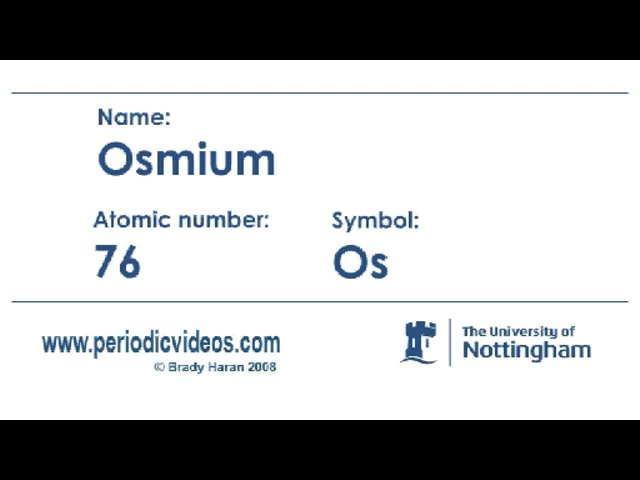 Name:
Osmium
Atomic number:
76
Symbol:
Os
www.periodicvideos.com
© Brady Haran 2008
The University of
Nottingham